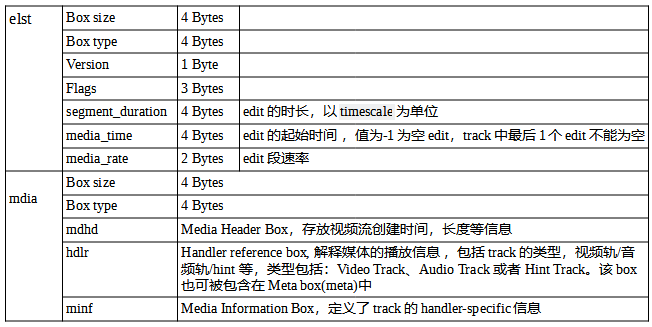 elst Box size 4 Bytes
Box type 4 Bytes
Version 1 Byte
Flags 3 Bytes
segment_duration 4 Bytes edit 的时长，以 timescale 为单位
media_time 4 Bytes edit 的起始时间 ，值为-1 为空 edit，track 中最后 1 个 edit 不能为空
media_rate 2 Bytes edit 段速率
mdia Box size 4 Bytes
Box type 4 Bytes
mdhd Media Header Box，存放视频流创建时间，长度等信息
hdlr Handler reference box, 解释媒体的播放信息 ，包括 track 的类型，视频轨/音
频轨/hint 等，类型包括：Video Track、Audio Track 或者 Hint Track。该 box
也可被包含在 Meta box(meta)中
minf Media Information Box，定义了 track 的 handler-specific 信息